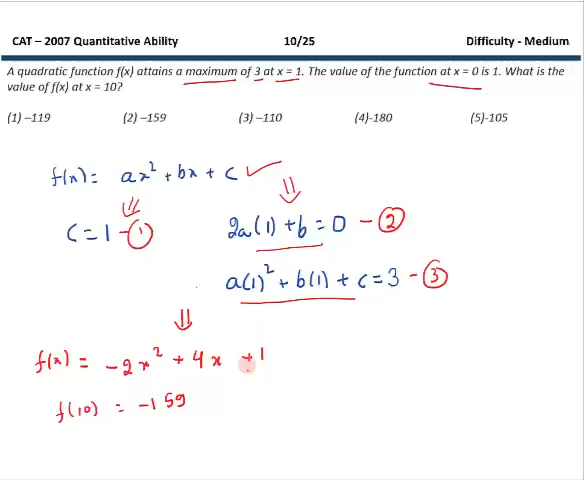 CAT – 2007 Quantitative Ability 10/25 Difficulty - Medium
A quadratic function f(x) attains a maximum of 3 at x = 1. The value of the function at x = 0 is 1. What is the
value of f(x) at x = 10?
(1) –119 (2) –159 (3) –110 (4)-180 (5)-105
f(x) = ax² + bx + c ✓
c = 1 – ①
2a(1) + b = 0 – ②
a(1)² + b(1) + c = 3 – ③
f(x) = -2x² + 4x + 1
f(10) = -159